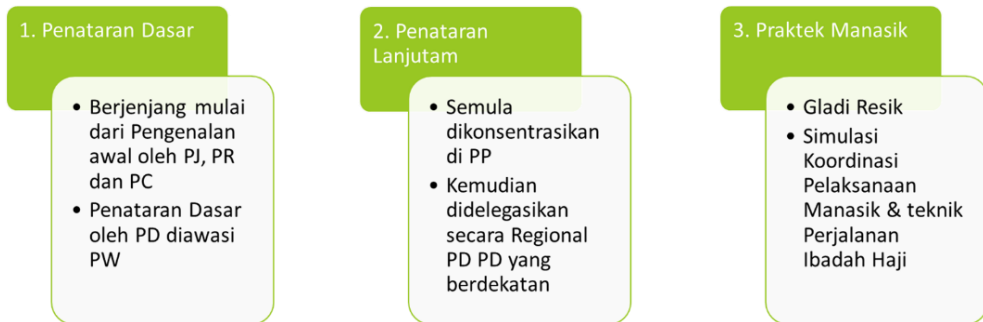 1. Penataran Dasar
• Berjenjang mulai
dari Pengenalan
awal oleh PJ, PR
dan PC
• Penataran Dasar
oleh PD diawasi
PW
2. Penataran
Lanjutam
• Semula
dikonsentrasikan
di PP
• Kemudian
didelegasikan
secara Regional
PD PD yang
berdekatan
3. Praktek Manasik
• Gladi Resik
• Simulasi
Koordinasi
Pelaksanaan
Manasik & teknik
Perjalanan
Ibadah Haji